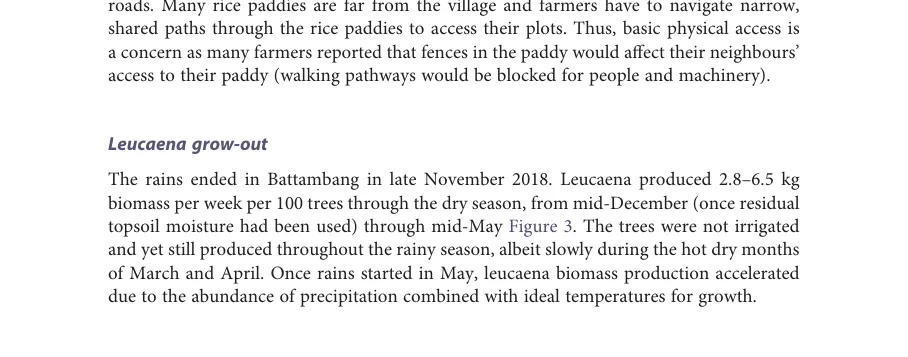 roads. Many rice paddies are far from the village and farmers have to navigate narrow,
shared paths through the rice paddies to access their plots. Thus, basic physical access is
a concern as many farmers reported that fences in the paddy would affect their neighbours’
access to their paddy (walking pathways would be blocked for people and machinery).
Leucaena grow-out
The rains ended in Battambang in late November 2018. Leucaena produced 2.8–6.5 kg
biomass per week per 100 trees through the dry season, from mid-December (once residual
topsoil moisture had been used) through mid-May Figure 3. The trees were not irrigated
and yet still produced throughout the rainy season, albeit slowly during the hot dry months
of March and April. Once rains started in May, leucaena biomass production accelerated
due to the abundance of precipitation combined with ideal temperatures for growth.